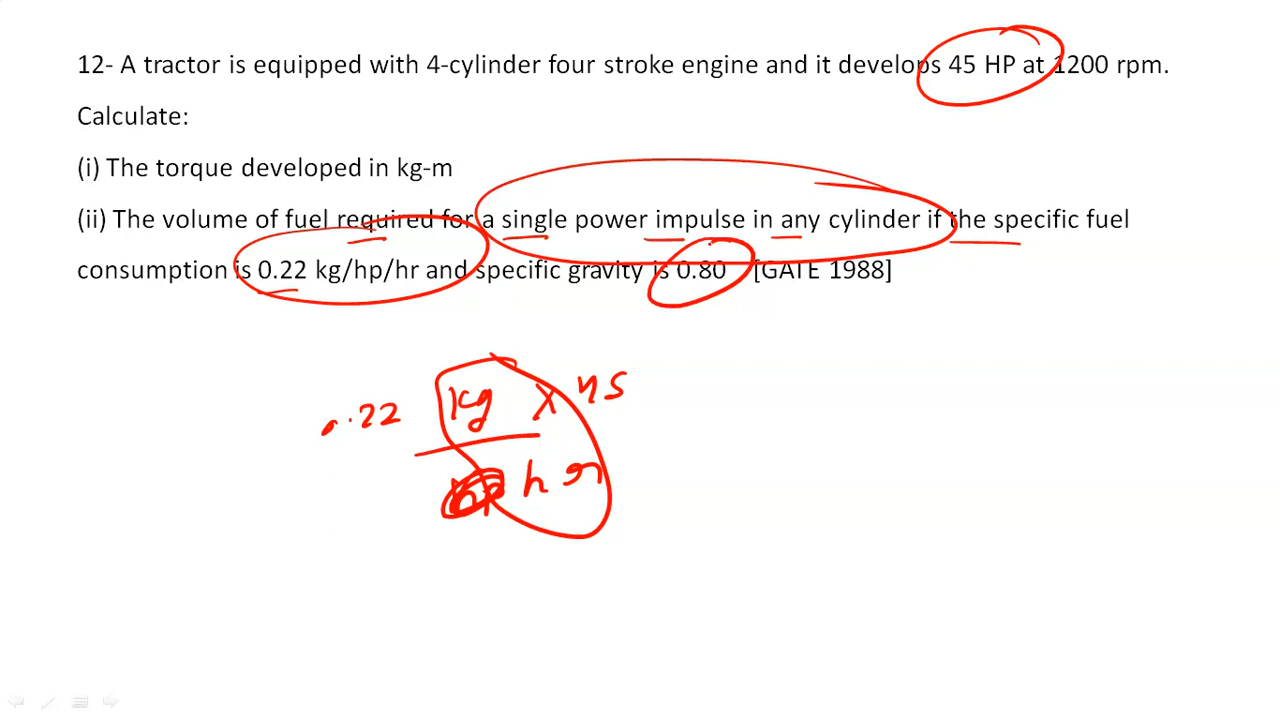 12- A tractor is equipped with 4-cylinder four stroke engine and it develops 45 HP at 1200 rpm.
Calculate:
(i) The torque developed in kg-m
(ii) The volume of fuel required for a single power impulse in any cylinder if the specific fuel
consumption is 0.22 kg/hp/hr and specific gravity is 0.80 [GATE 1988]
0.22 kg x 45
hp hr